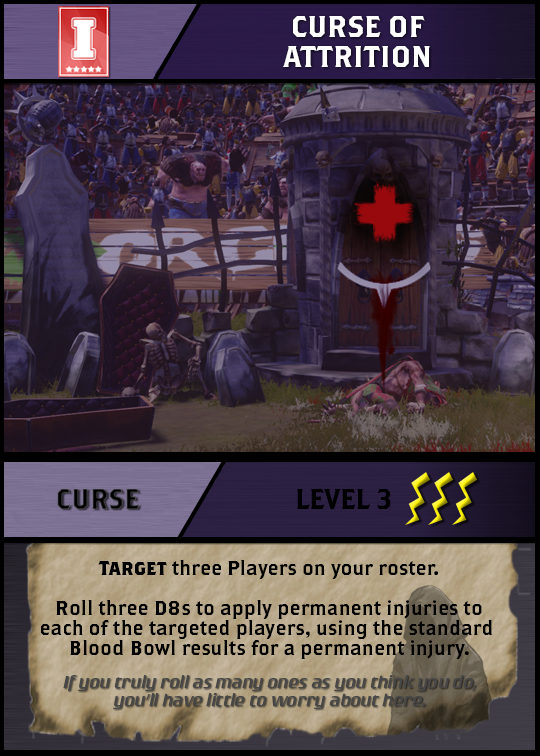 I
CURSE OF
ATTRITION
CURSE
LEVEL 3
TARGET three Players on your roster.
Roll three D8s to apply permanent injuries to
each of the targeted players, using the standard
Blood Bowl results for a permanent injury.
If you truly roll as many ones as you think you do,
you'll have little to worry about here.